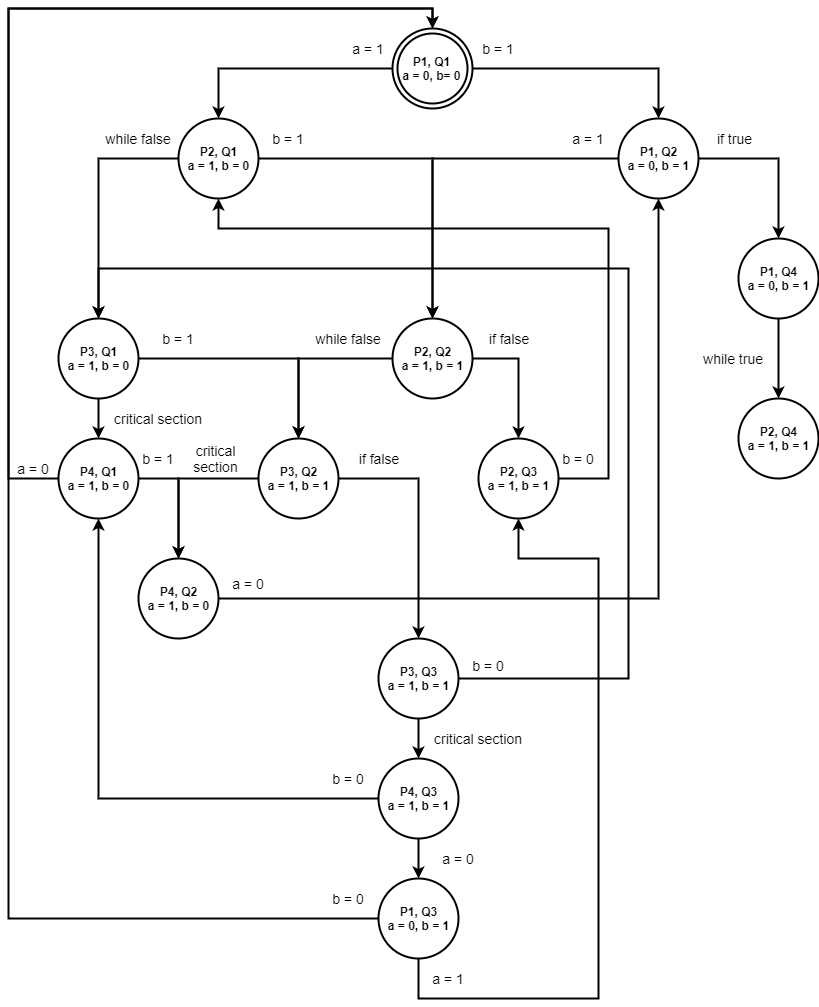 a = 1
b = 1
P1, Q1
a = 0, b= 0
while false
b = 1
a = 1
if true
P2, Q1
a = 1, b = 0
P1, Q2
a = 0, b = 1
P1, Q4
a = 0, b = 1
b = 1
while false
if false
P3, Q1
a = 1, b = 0
P2, Q2
a = 1, b = 1
while true
critical section
a = 0
b = 1
critical
section
if false
b = 0
P4, Q1
a = 1, b = 0
P3, Q2
a = 1, b = 1
P2, Q3
a = 1, b = 1
P2, Q4
a = 1, b = 1
P4, Q2
a = 1, b = 0
a = 0
P3, Q3
a = 1, b = 1
b = 0
critical section
b = 0
P4, Q3
a = 1, b = 1
a = 0
b = 0
P1, Q3
a = 0, b = 1
a = 1